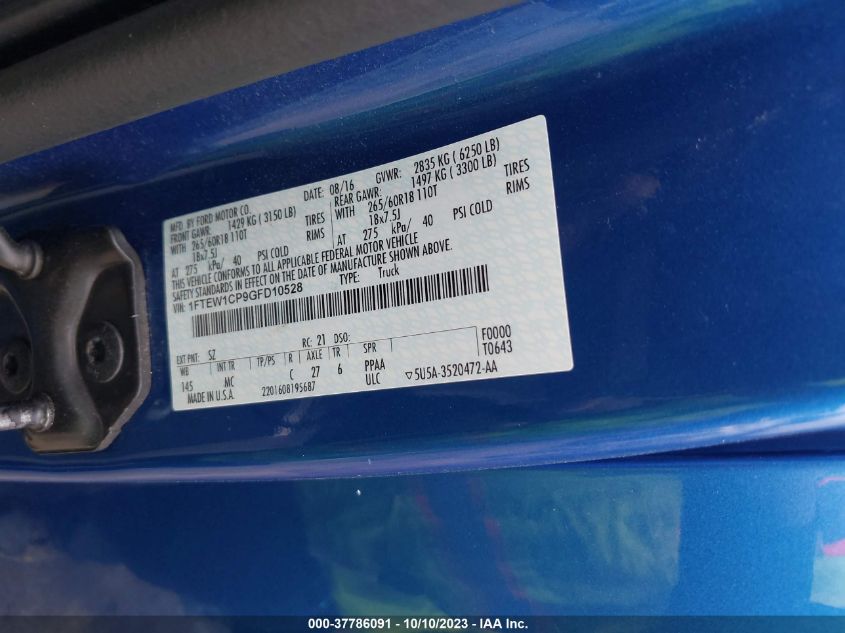 MFD. BY FORD MOTOR CO.
DATE: 08/16 GVWR: 2835 KG ( 6250 LB)
FRONT GAWR: 1429 KG ( 3150 LB)
REAR GAWR: 1497 KG ( 3300 LB)
WITH 265/60R18 110T TIRES
WITH 265/60R18 110T TIRES
18x7.5J RIMS
18x7.5J RIMS
AT 275 kPa/ 40 PSI COLD
AT 275 kPa/ 40 PSI COLD
THIS VEHICLE CONFORMS TO ALL APPLICABLE FEDERAL MOTOR VEHICLE
SAFETY STANDARDS IN EFFECT ON THE DATE OF MANUFACTURE SHOWN ABOVE.
VIN: 1FTEW1CP9GFD10528 TYPE: Truck
EXT PNT: SZ RC: 21 DSO: F0000
WB INT TR TP/PS R AXLE TR SPR T0643
145 MC C 27 6 PPAA
ULC ▽5U5A-3520472-AA
MADE IN U.S.A. 2201608195687
000-37786091 - 10/10/2023 - IAA Inc.